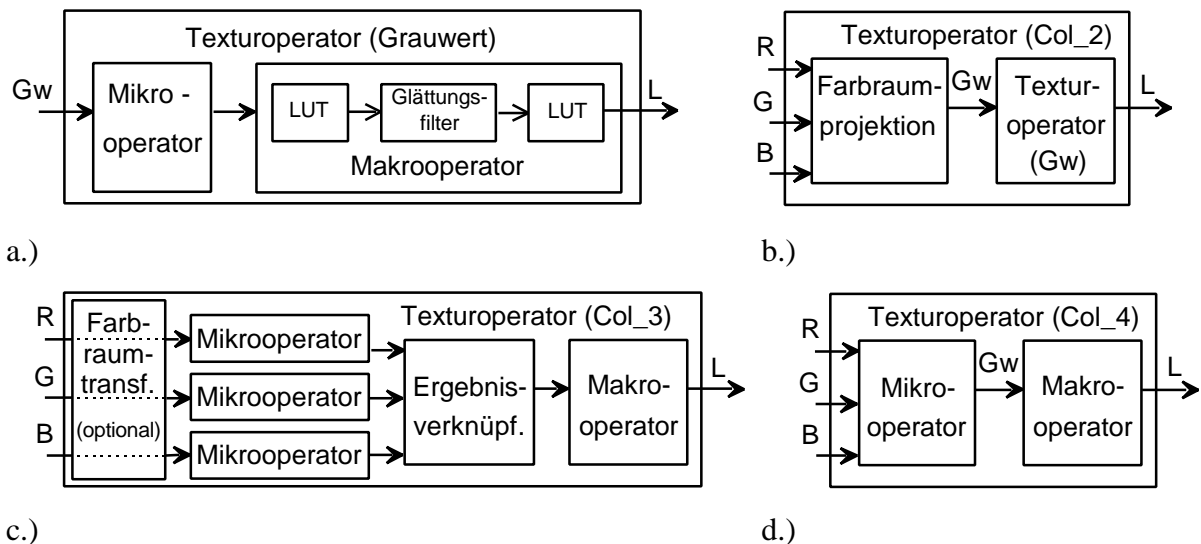 Texturoperator (Grauwert)
Gw
Mikro -
operator
LUT
Glättungs-
filter
LUT
Makrooperator
L
a.)
Texturoperator (Col_2)
R
G
B
Farbraum-
projektion
Gw
Textur-
operator
(Gw)
L
b.)
Texturoperator (Col_3)
R
G
B
Farb-
raum-
transf.
(optional)
Mikrooperator
Mikrooperator
Mikrooperator
Ergebnis-
verknüpf.
Makro-
operator
L
c.)
Texturoperator (Col_4)
R
G
B
Mikro-
operator
Gw
Makro-
operator
L
d.)